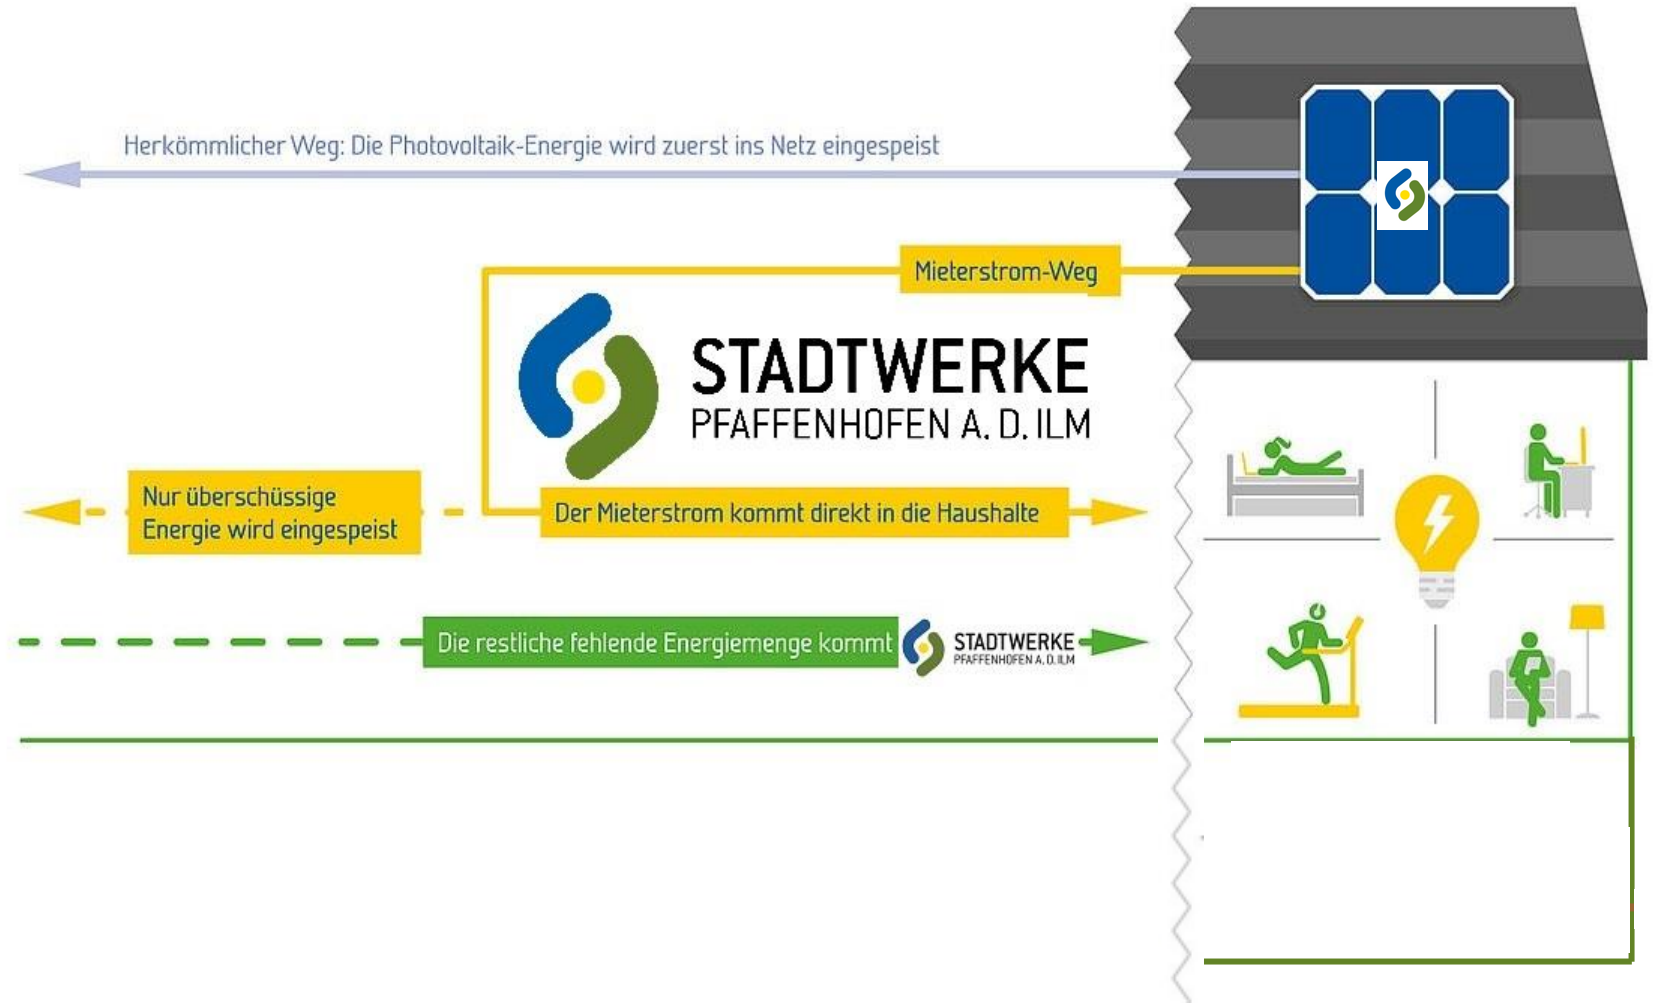 Herkömmlicher Weg: Die Photovoltaik-Energie wird zuerst ins Netz eingespeist
Mieterstrom-Weg
STADTWERKE
PFAFFENHOFEN A. D. ILM
Nur überschüssige
Energie wird eingespeist
Der Mieterstrom kommt direkt in die Haushalte
Die restliche fehlende Energiemenge kommt
STADTWERKE
PFAFFENHOFEN A. D. ILM